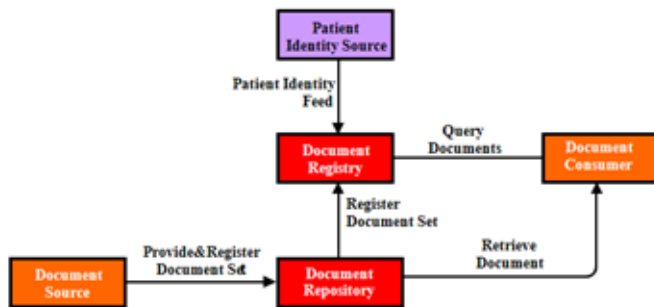 Patient
Identity Source
Patient Identity
Feed
Document
Registry
Query
Documents
Document
Consumer
Register
Document Set
Provide&Register
Document Set
Retrieve
Document
Document
Source
Document
Repository